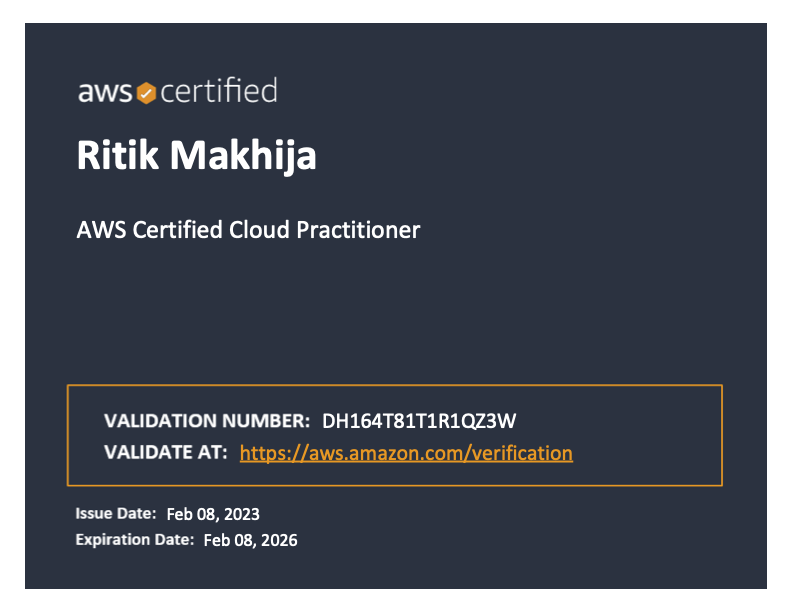 aws certified
Ritik Makhija
AWS Certified Cloud Practitioner
VALIDATION NUMBER: DH164T81T1R1QZ3W
VALIDATE AT: https://aws.amazon.com/verification
Issue Date: Feb 08, 2023
Expiration Date: Feb 08, 2026